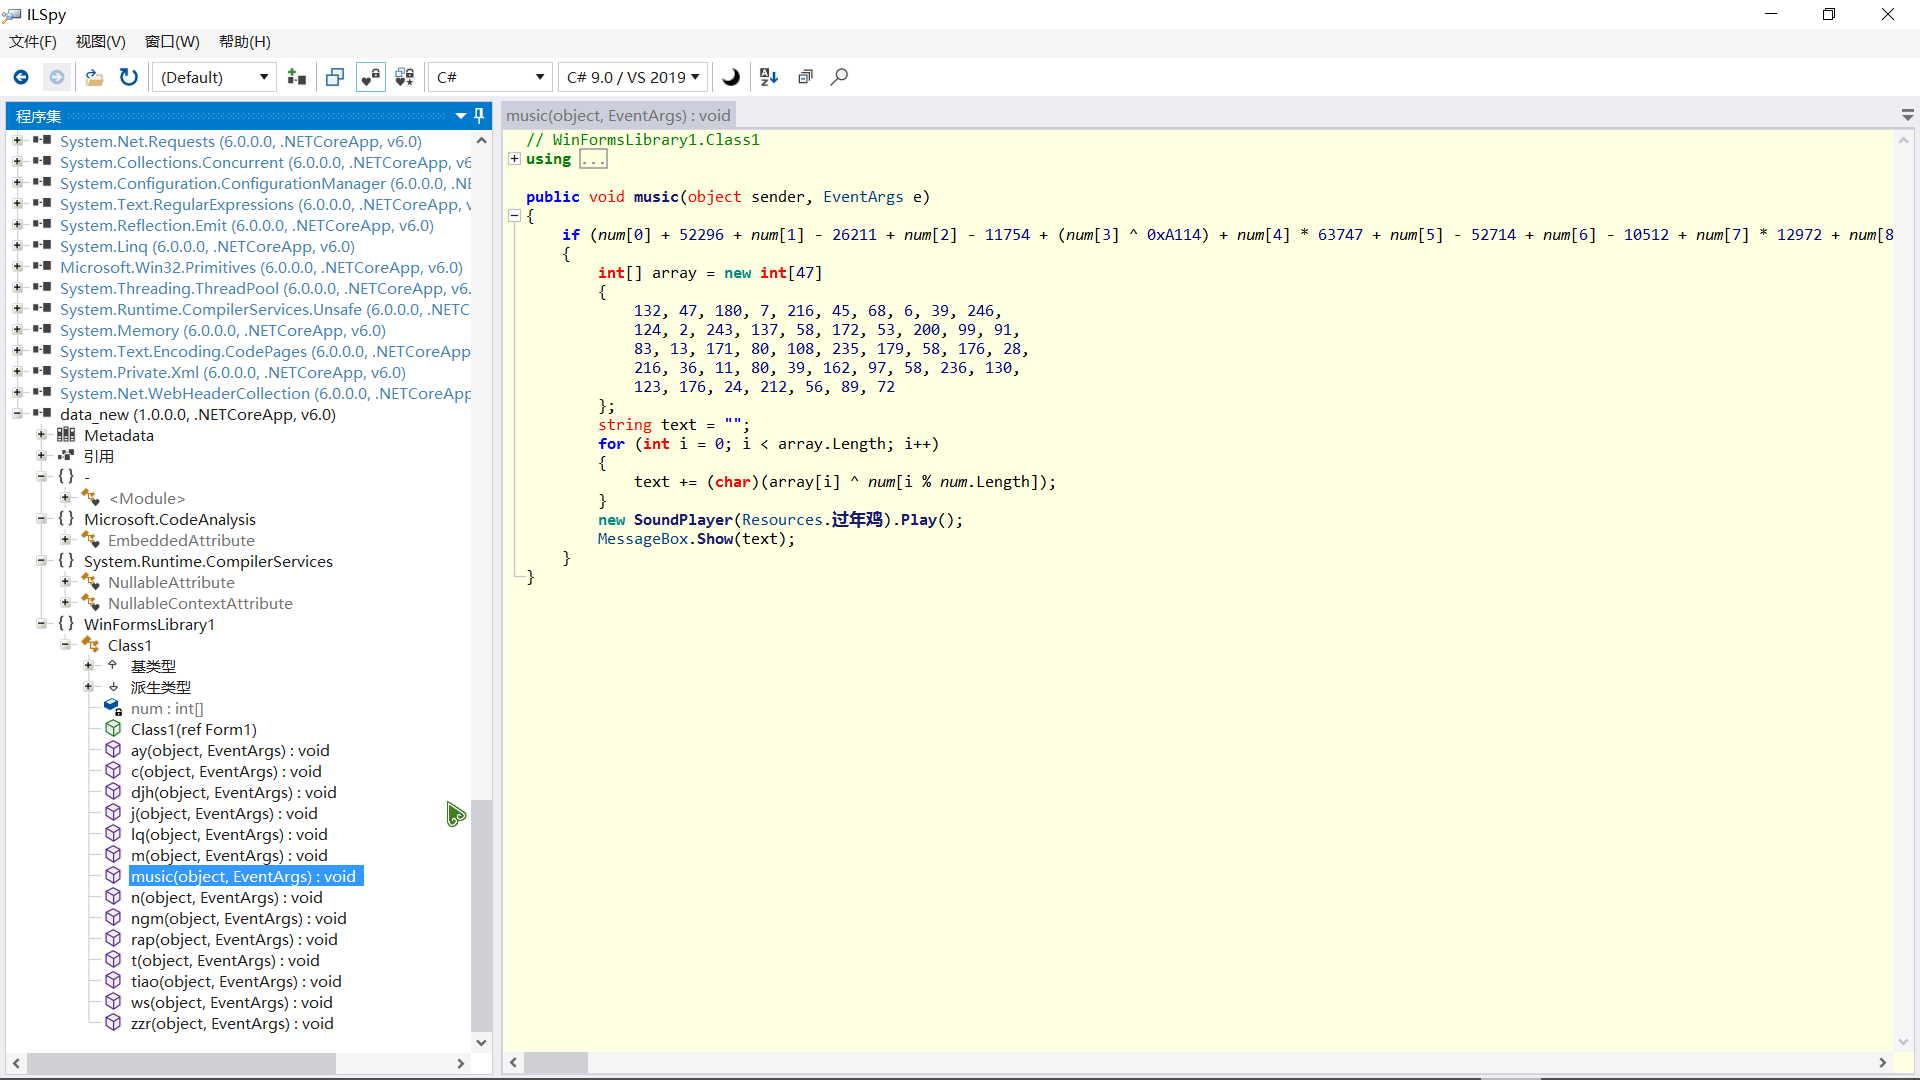 ILSpy
文件(F) 视图(V) 窗口(W) 帮助(H)
(Default) C# C# 9.0 / VS 2019
程序集
System.Net.Requests (6.0.0.0, .NETCoreApp, v6.0)
System.Collections.Concurrent (6.0.0.0, .NETCoreApp, v6
System.Configuration.ConfigurationManager (6.0.0.0, .NE
System.Text.RegularExpressions (6.0.0.0, .NETCoreApp, v
System.Reflection.Emit (6.0.0.0, .NETCoreApp, v6.0)
System.Linq (6.0.0.0, .NETCoreApp, v6.0)
Microsoft.Win32.Primitives (6.0.0.0, .NETCoreApp, v6.0)
System.Threading.ThreadPool (6.0.0.0, .NETCoreApp, v6.
System.Runtime.CompilerServices.Unsafe (6.0.0.0, .NETC
System.Memory (6.0.0.0, .NETCoreApp, v6.0)
System.Text.Encoding.CodePages (6.0.0.0, .NETCoreApp
System.Private.Xml (6.0.0.0, .NETCoreApp, v6.0)
System.Net.WebHeaderCollection (6.0.0.0, .NETCoreApp
data_new (1.0.0.0, .NETCoreApp, v6.0)
Metadata
引用
{ } -
<Module>
{ } Microsoft.CodeAnalysis
EmbeddedAttribute
{ } System.Runtime.CompilerServices
NullableAttribute
NullableContextAttribute
{ } WinFormsLibrary1
Class1
基类型
派生类型
num : int[]
Class1(ref Form1)
ay(object, EventArgs) : void
c(object, EventArgs) : void
djh(object, EventArgs) : void
j(object, EventArgs) : void
lq(object, EventArgs) : void
m(object, EventArgs) : void
music(object, EventArgs) : void
n(object, EventArgs) : void
ngm(object, EventArgs) : void
rap(object, EventArgs) : void
t(object, EventArgs) : void
tiao(object, EventArgs) : void
ws(object, EventArgs) : void
zzr(object, EventArgs) : void
music(object, EventArgs) : void
// WinFormsLibrary1.Class1
using ...
public void music(object sender, EventArgs e)
{
if (num[0] + 52296 + num[1] - 26211 + num[2] - 11754 + (num[3] ^ 0xA114) + num[4] * 63747 + num[5] - 52714 + num[6] - 10512 + num[7] * 12972 + num[8
{
int[] array = new int[47]
{
132, 47, 180, 7, 216, 45, 68, 6, 39, 246,
124, 2, 243, 137, 58, 172, 53, 200, 99, 91,
83, 13, 171, 80, 108, 235, 179, 58, 176, 28,
216, 36, 11, 80, 39, 162, 97, 58, 236, 130,
123, 176, 24, 212, 56, 89, 72
};
string text = "";
for (int i = 0; i < array.Length; i++)
{
text += (char)(array[i] ^ num[i % num.Length]);
}
new SoundPlayer(Resources.过年鸡).Play();
MessageBox.Show(text);
}
}